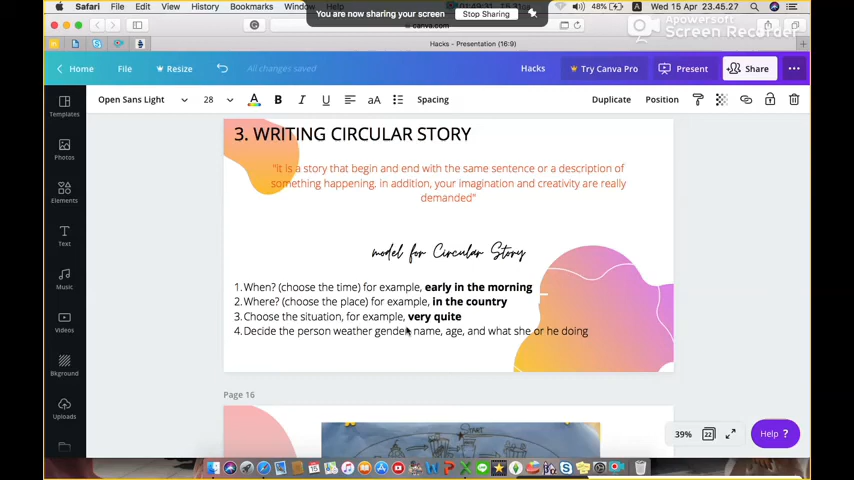 Safari File Edit View History Bookmarks Window
You are now sharing your screen Stop Sharing
48% Wed 15 Apr 23.45.27
Apowersoft
Screen Recorder
canva.com
Hacks - Presentation (16:9)
Home File Resize All changes saved Hacks Try Canva Pro Present Share
Open Sans Light 28 B I U aA Spacing Duplicate Position
Templates
Photos
Elements
Text
Music
Videos
Bkground
Uploads
3. WRITING CIRCULAR STORY
"it is a story that begin and end with the same sentence or a description of
something happening. in addition, your imagination and creativity are really
demanded"
model for Circular Story
1. When? (choose the time) for example, early in the morning
2. Where? (choose the place) for example, in the country
3. Choose the situation, for example, very quite
4. Decide the person weather gender, name, age, and what she or he doing
Page 16
START
39% 22 Help ?